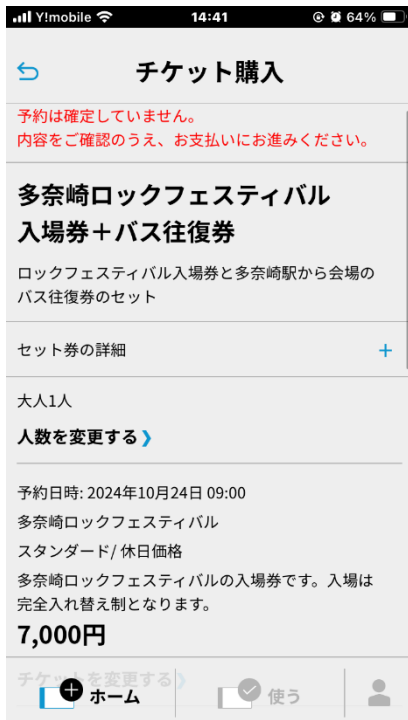 Y!mobile 14:41 64%
チケット購入
予約は確定していません。
内容をご確認のうえ、お支払いにお進みください。
多奈崎ロックフェスティバル
入場券＋バス往復券
ロックフェスティバル入場券と多奈崎駅から会場の
バス往復券のセット
セット券の詳細 +
大人1人
人数を変更する❯
予約日時: 2024年10月24日 09:00
多奈崎ロックフェスティバル
スタンダード/ 休日価格
多奈崎ロックフェスティバルの入場券です。入場は
完全入れ替え制となります。
7,000円
チケットを変更する❯
ホーム 使う